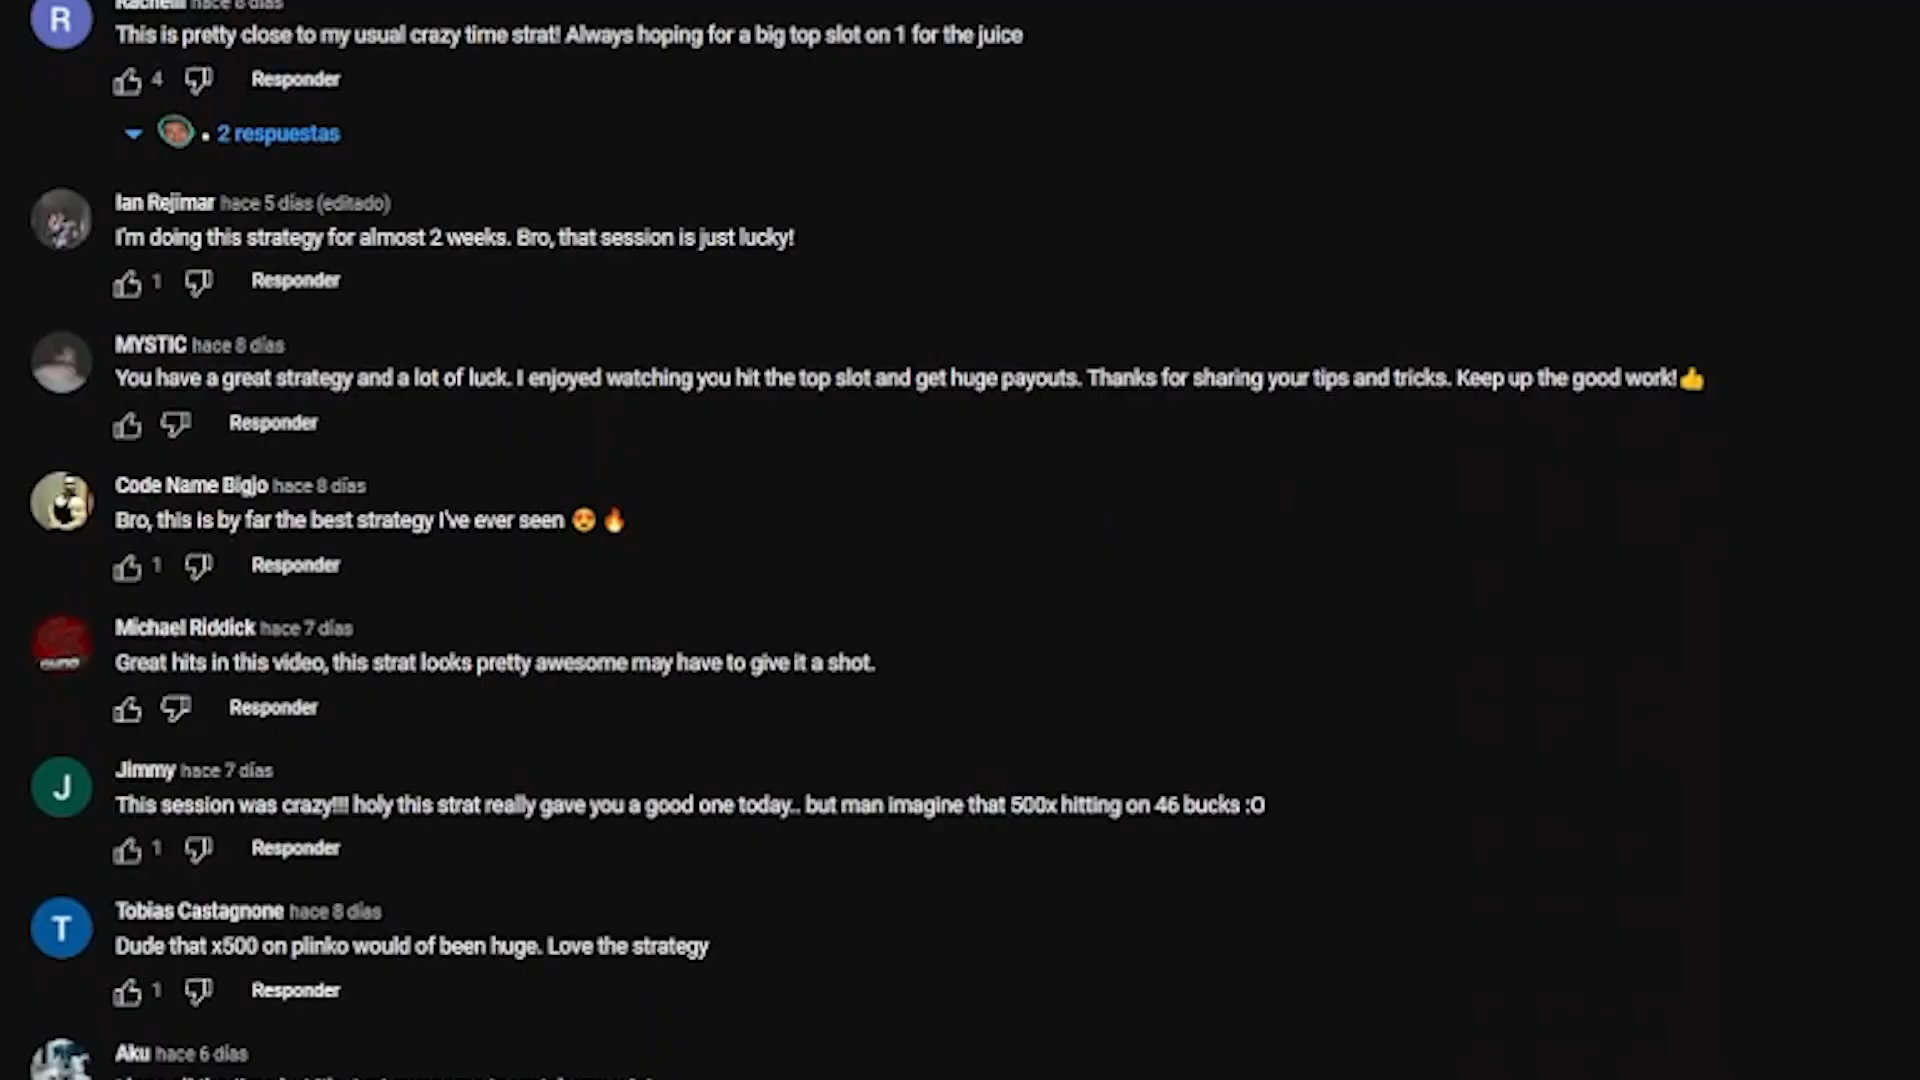 R
Rachelli hace 8 días
This is pretty close to my usual crazy time strat! Always hoping for a big top slot on 1 for the juice
4 Responder
2 respuestas
Ian Rejimar hace 5 días (editado)
I'm doing this strategy for almost 2 weeks. Bro, that session is just lucky!
1 Responder
MYSTIC hace 8 días
You have a great strategy and a lot of luck. I enjoyed watching you hit the top slot and get huge payouts. Thanks for sharing your tips and tricks. Keep up the good work!👍
Responder
Code Name Bigjo hace 8 días
Bro, this is by far the best strategy I've ever seen 😍 🔥
1 Responder
Michael Riddick hace 7 días
Great hits in this video, this strat looks pretty awesome may have to give it a shot.
Responder
J
Jimmy hace 7 días
This session was crazy!!! holy this strat really gave you a good one today.. but man imagine that 500x hitting on 46 bucks :O
1 Responder
T
Tobias Castagnone hace 8 días
Dude that x500 on plinko would of been huge. Love the strategy
1 Responder
Aku hace 6 días